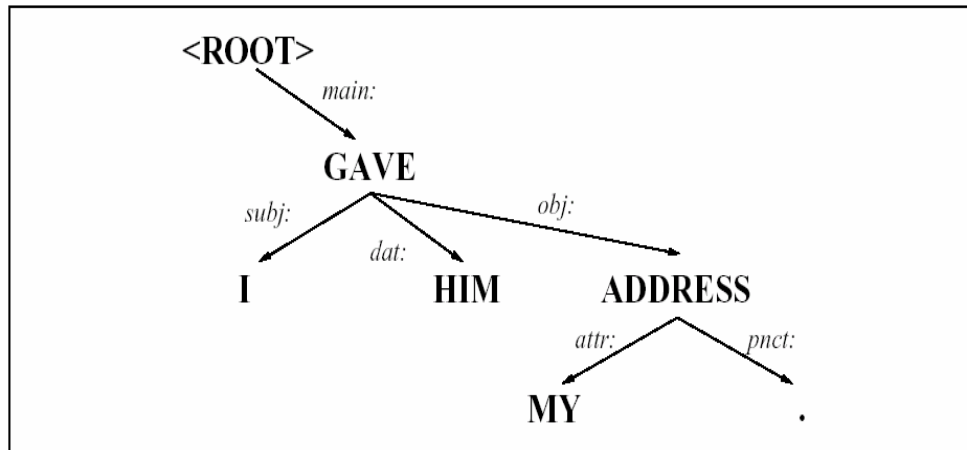 <ROOT>
main:
GAVE
subj: dat: obj:
I HIM ADDRESS
attr: pnct:
MY .